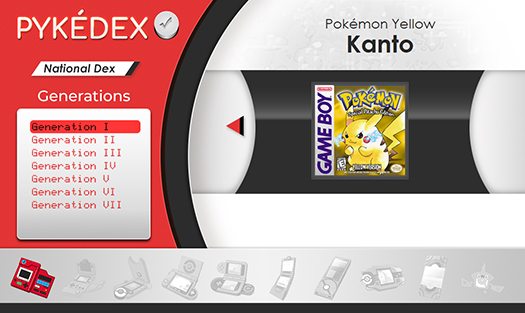 PYKÉDEX
National Dex
Generations
Generation I
Generation II
Generation III
Generation IV
Generation V
Generation VI
Generation VII
Pokémon Yellow
Kanto
Nintendo
GAME BOY
POKéMON